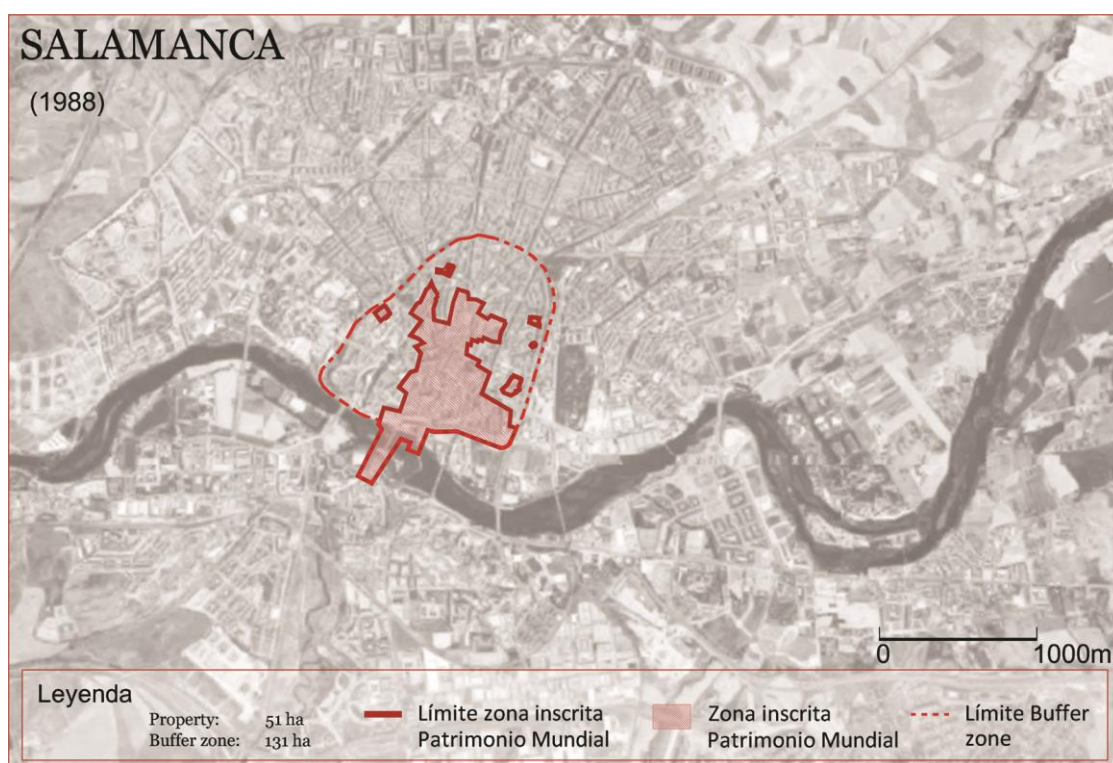 SALAMANCA
(1988)
0 1000m
Leyenda
Property: 51 ha
Buffer zone: 131 ha
Límite zona inscrita
Patrimonio Mundial
Zona inscrita
Patrimonio Mundial
Límite Buffer
zone